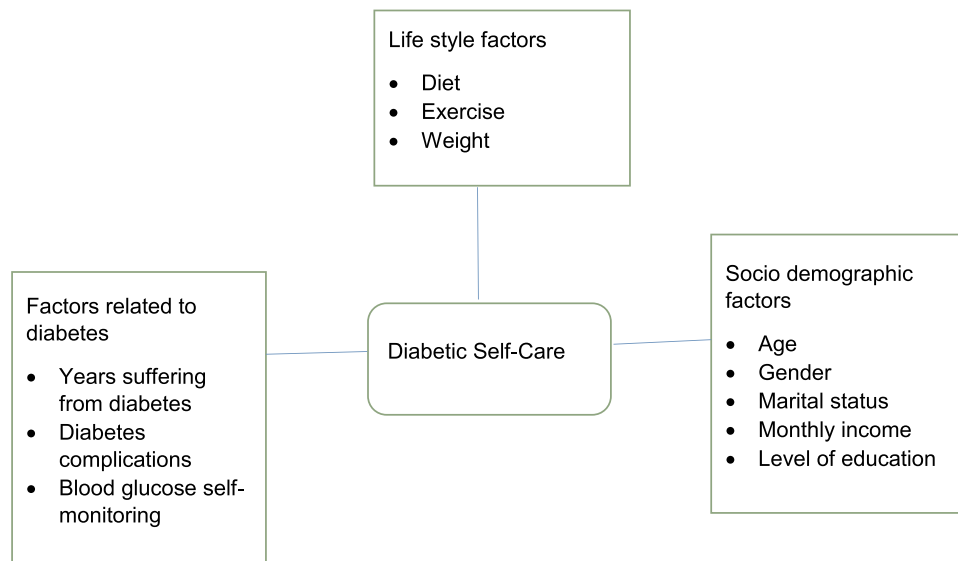 Life style factors
• Diet
• Exercise
• Weight
Factors related to
diabetes
• Years suffering
from diabetes
• Diabetes
complications
• Blood glucose self-
monitoring
Diabetic Self-Care
Socio demographic
factors
• Age
• Gender
• Marital status
• Monthly income
• Level of education